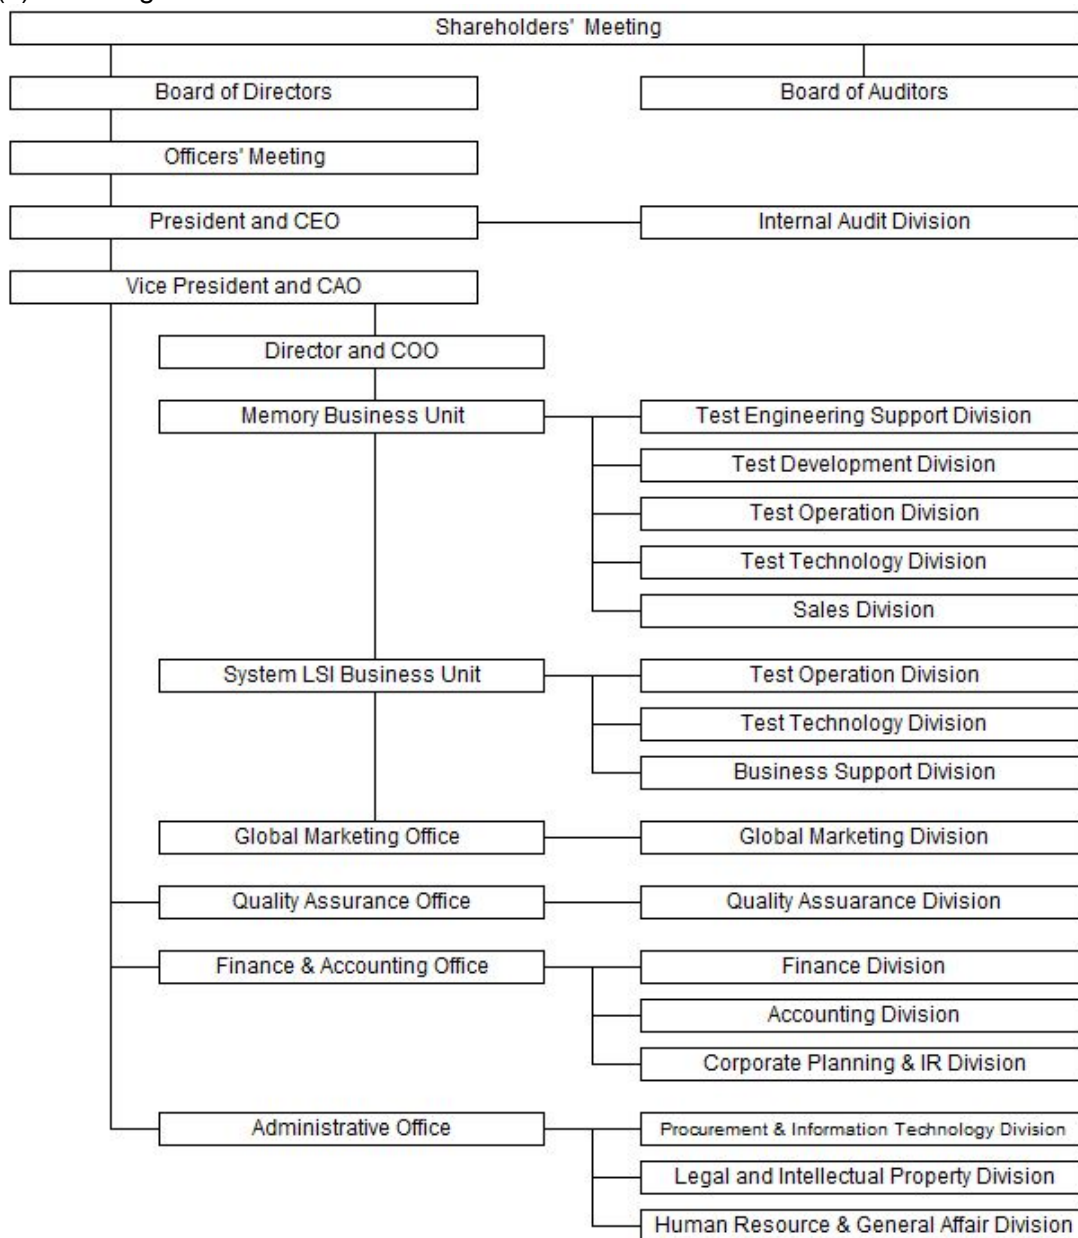 Shareholders' Meeting
Board of Directors
Board of Auditors
Officers' Meeting
President and CEO
Internal Audit Division
Vice President and CAO
Director and COO
Memory Business Unit
Test Engineering Support Division
Test Development Division
Test Operation Division
Test Technology Division
Sales Division
System LSI Business Unit
Test Operation Division
Test Technology Division
Business Support Division
Global Marketing Office
Global Marketing Division
Quality Assurance Office
Quality Assuarance Division
Finance & Accounting Office
Finance Division
Accounting Division
Corporate Planning & IR Division
Administrative Office
Procurement & Information Technology Division
Legal and Intellectual Property Division
Human Resource & General Affair Division